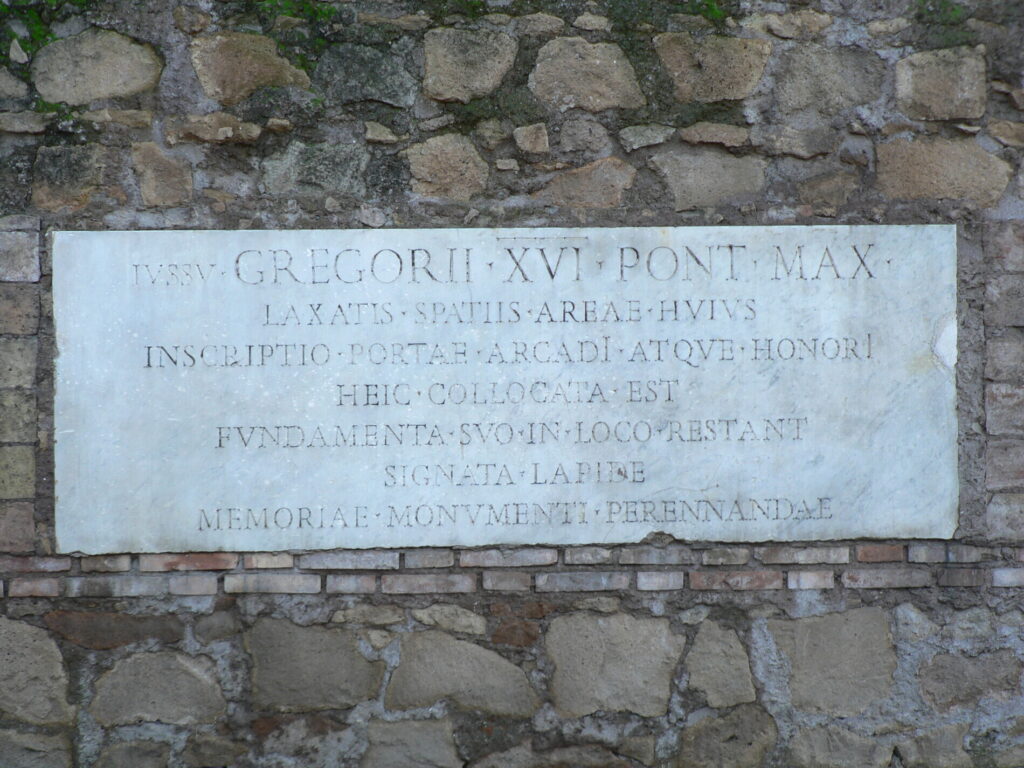 IVSSV · GREGORII · XVI · PONT · MAX ·
LAXATIS · SPATIIS · AREAE · HVIVS
INSCRIPTIO · PORTAE · ARCADI · ATQVE · HONORI
HEIC · COLLOCATA · EST
FVNDAMENTA · SVO · IN · LOCO · RESTANT
SIGNATA · LAPIDE
MEMORIAE · MONVMENTI · PERENNANDAE